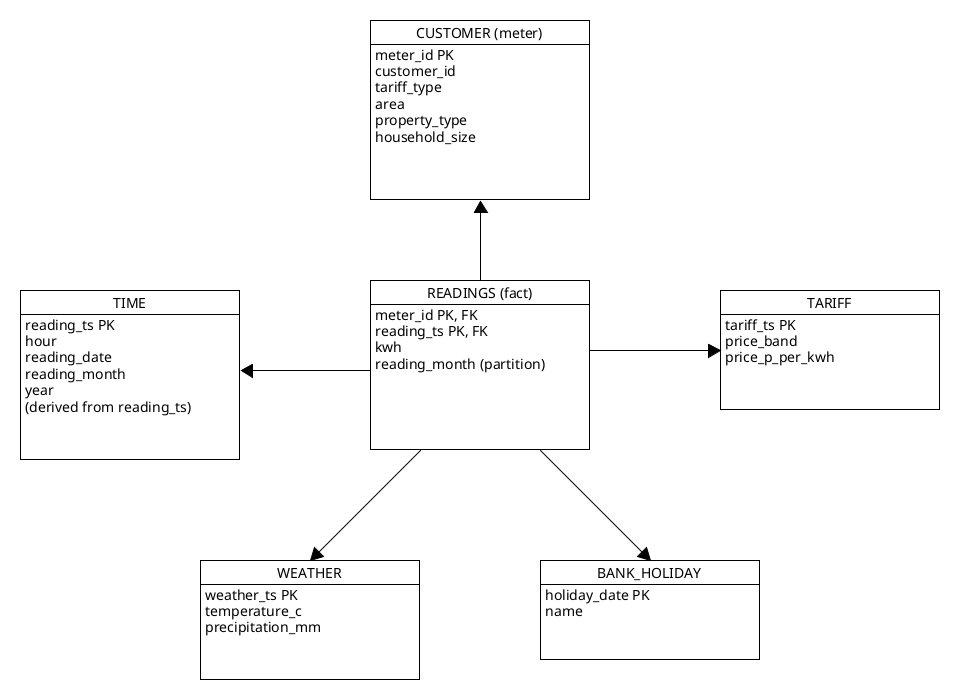 CUSTOMER (meter)
meter_id PK
customer_id
tariff_type
area
property_type
household_size
TIME
reading_ts PK
hour
reading_date
reading_month
year
(derived from reading_ts)
READINGS (fact)
meter_id PK, FK
reading_ts PK, FK
kwh
reading_month (partition)
TARIFF
tariff_ts PK
price_band
price_p_per_kwh
WEATHER
weather_ts PK
temperature_c
precipitation_mm
BANK_HOLIDAY
holiday_date PK
name